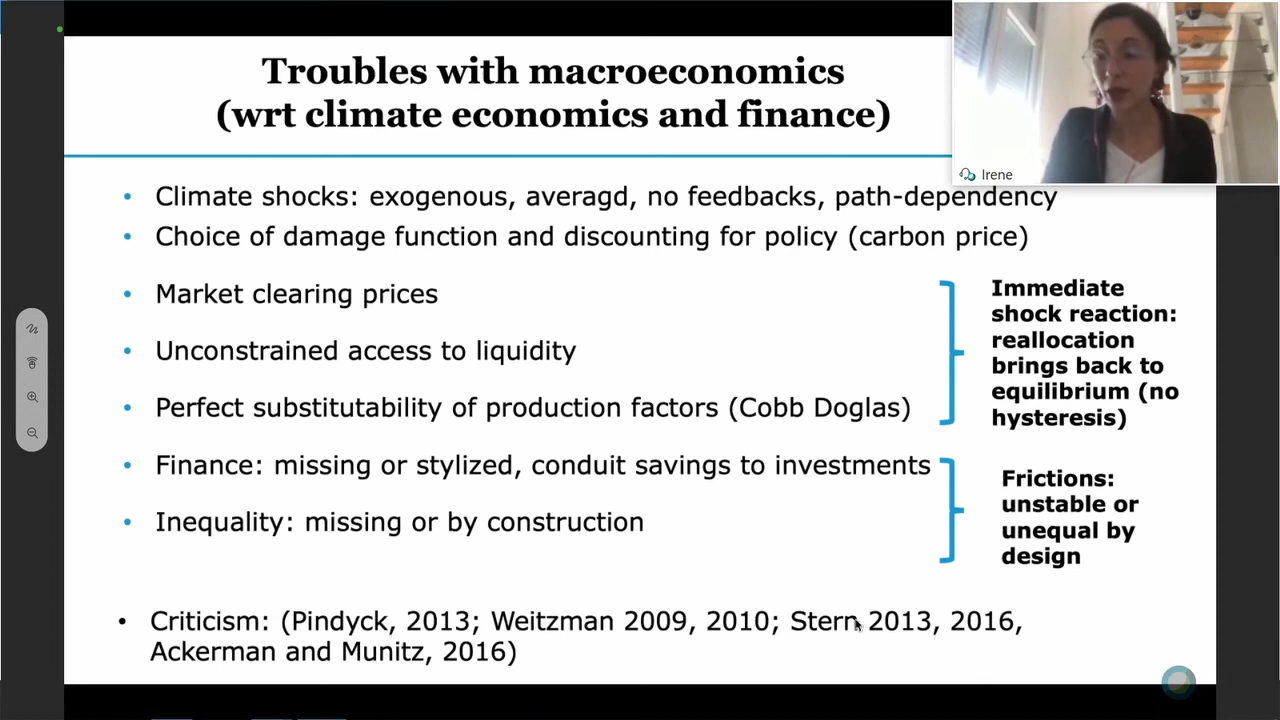 Troubles with macroeconomics
(wrt climate economics and finance)
Irene
• Climate shocks: exogenous, averagd, no feedbacks, path-dependency
• Choice of damage function and discounting for policy (carbon price)
• Market clearing prices
• Unconstrained access to liquidity
• Perfect substitutability of production factors (Cobb Doglas)
Immediate
shock reaction:
reallocation
brings back to
equilibrium (no
hysteresis)
• Finance: missing or stylized, conduit savings to investments
• Inequality: missing or by construction
Frictions:
unstable or
unequal by
design
• Criticism: (Pindyck, 2013; Weitzman 2009, 2010; Stern 2013, 2016,
Ackerman and Munitz, 2016)